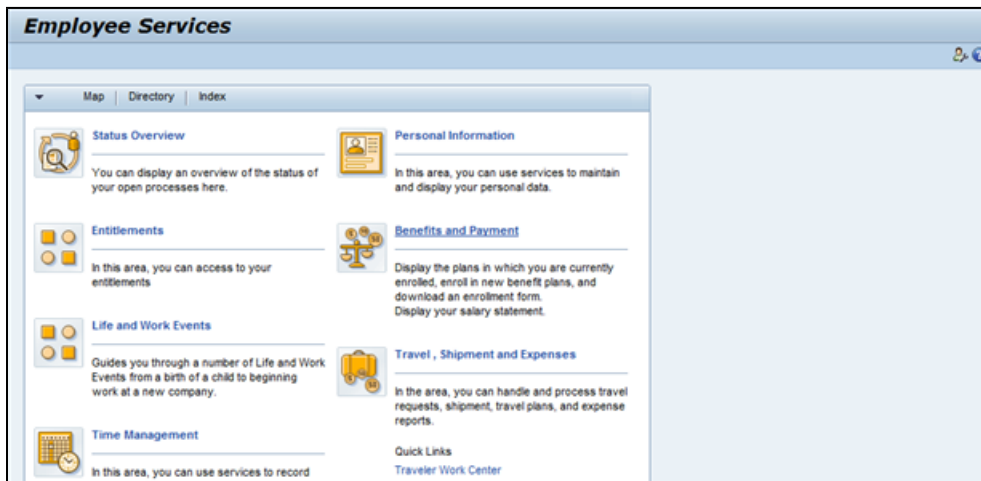 Employee Services
Map | Directory | Index
Status Overview
You can display an overview of the status of
your open processes here.
Entitlements
In this area, you can access to your
entitlements
Life and Work Events
Guides you through a number of Life and Work
Events from a birth of a child to beginning
work at a new company.
Time Management
In this area, you can use services to record
Personal Information
In this area, you can use services to maintain
and display your personal data.
Benefits and Payment
Display the plans in which you are currently
enrolled, enroll in new benefit plans, and
download an enrollment form.
Display your salary statement.
Travel , Shipment and Expenses
In the area, you can handle and process travel
requests, shipment, travel plans, and expense
reports.
Quick Links
Traveler Work Center